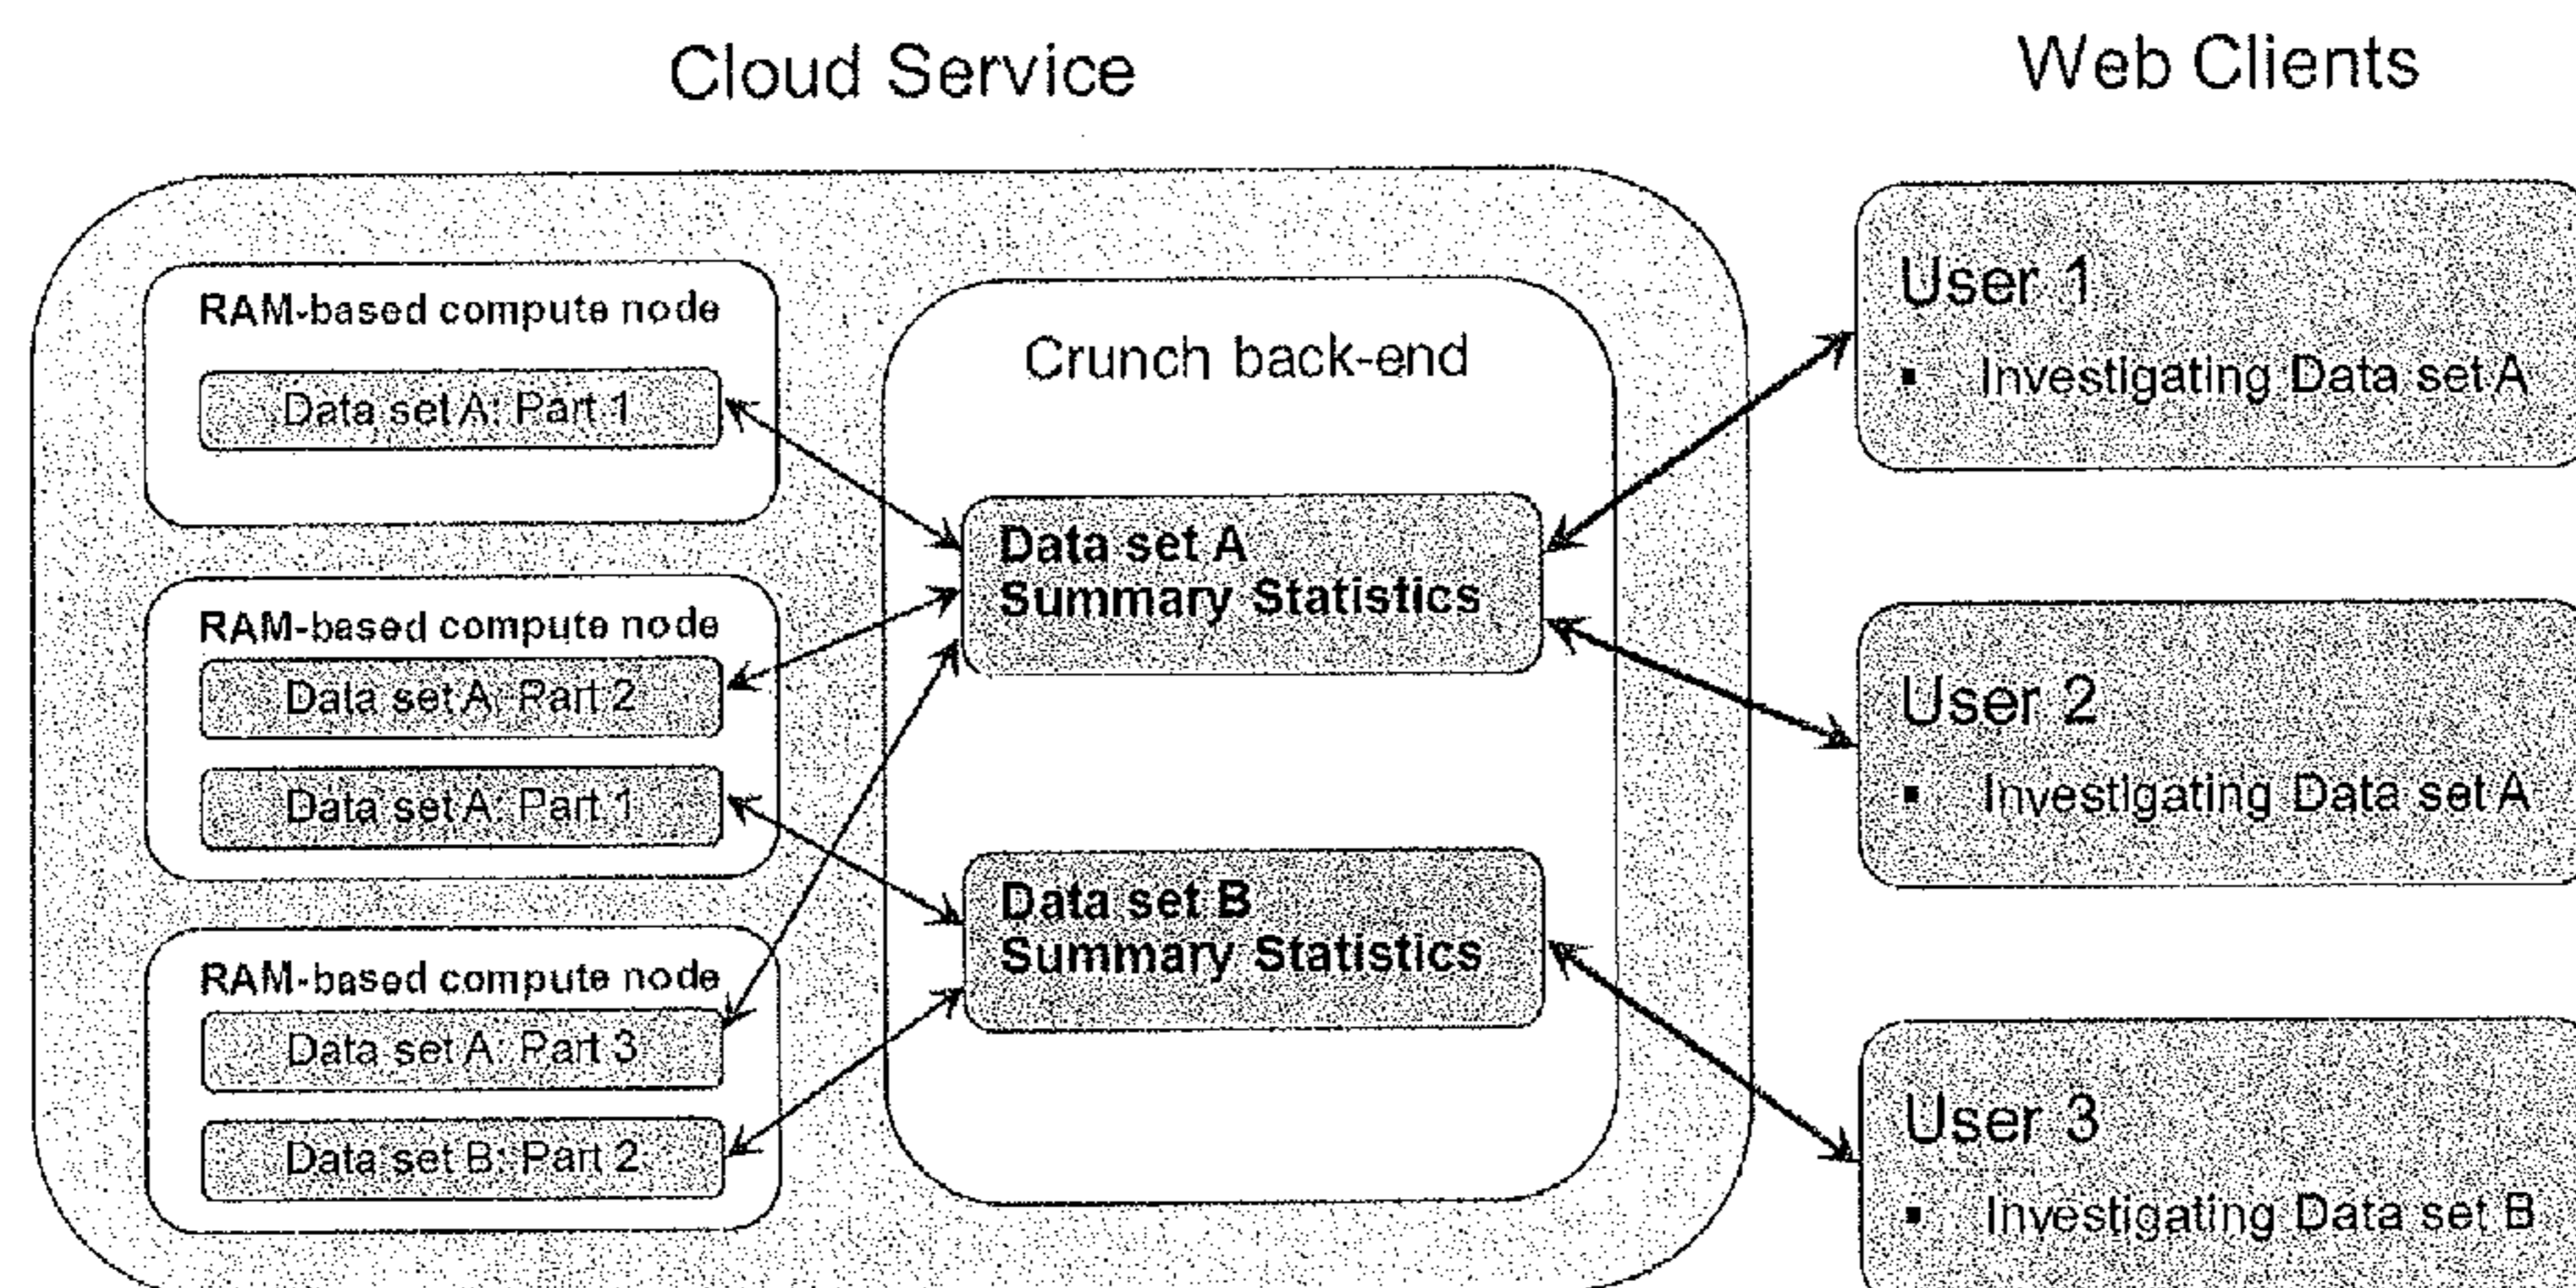 Cloud Service
Web Clients
RAM-based compute node
Data set A: Part 1
RAM-based compute node
Data set A: Part 2
Data set A: Part 1
RAM-based compute node
Data set A: Part 3
Data set B: Part 2
Crunch back-end
Data set A
Summary Statistics
Data set B
Summary Statistics
User 1
▪ Investigating Data set A
User 2
▪ Investigating Data set A
User 3
▪ Investigating Data set B